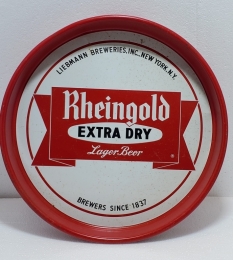 LIEBMANN BREWERIES, INC., NEW YORK, N.Y.
Rheingold
EXTRA DRY
Lager Beer
®
BREWERS SINCE 1837